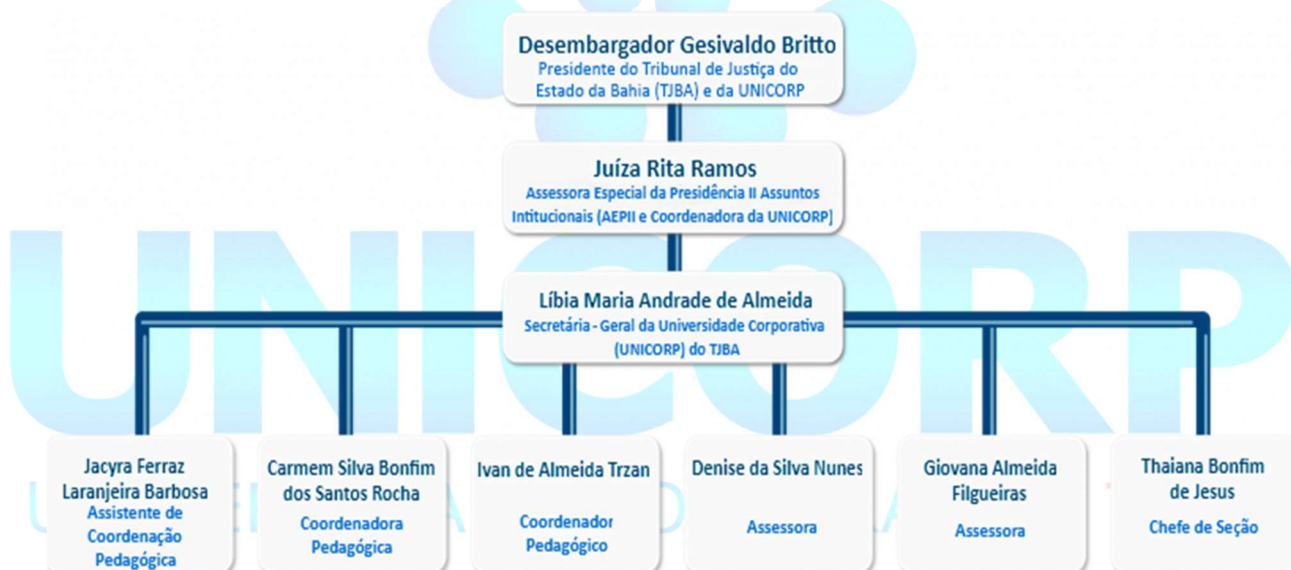 Desembargador Gesivaldo Britto
Presidente do Tribunal de Justiça do
Estado da Bahia (TJBA) e da UNICORP
Juíza Rita Ramos
Assessora Especial da Presidência II Assuntos
Intitucionais (AEPII e Coordenadora da UNICORP)
Líbia Maria Andrade de Almeida
Secretária - Geral da Universidade Corporativa
(UNICORP) do TJBA
UNICORP
Jacyra Ferraz
Laranjeira Barbosa
Assistente de
Coordenação
Pedagógica
Carmem Silva Bonfim
dos Santos Rocha
Coordenadora
Pedagógica
Ivan de Almeida Trzan
Coordenador
Pedagógico
Denise da Silva Nunes
Assessora
Giovana Almeida
Filgueiras
Assessora
Thaiana Bonfim
de Jesus
Chefe de Seção